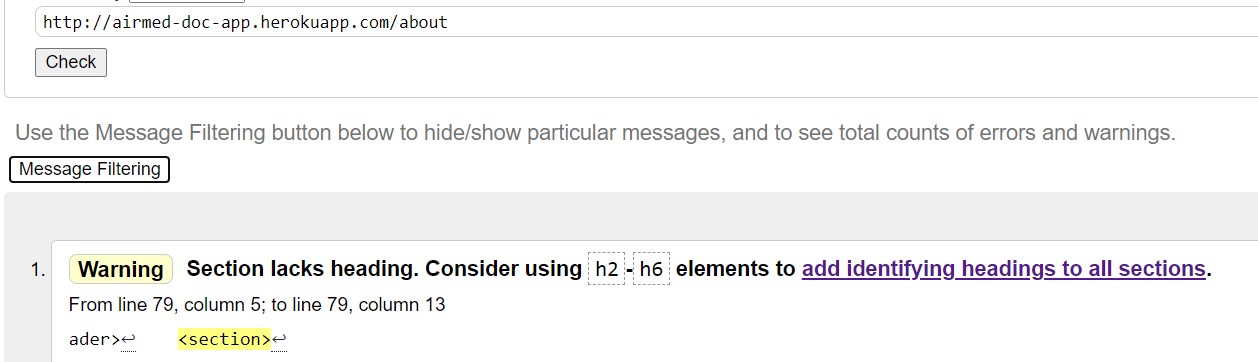 http://airmed-doc-app.herokuapp.com/about
Check
Use the Message Filtering button below to hide/show particular messages, and to see total counts of errors and warnings.
Message Filtering
1. Warning Section lacks heading. Consider using h2-h6 elements to add identifying headings to all sections.
From line 79, column 5; to line 79, column 13
ader>↩ <section>↩